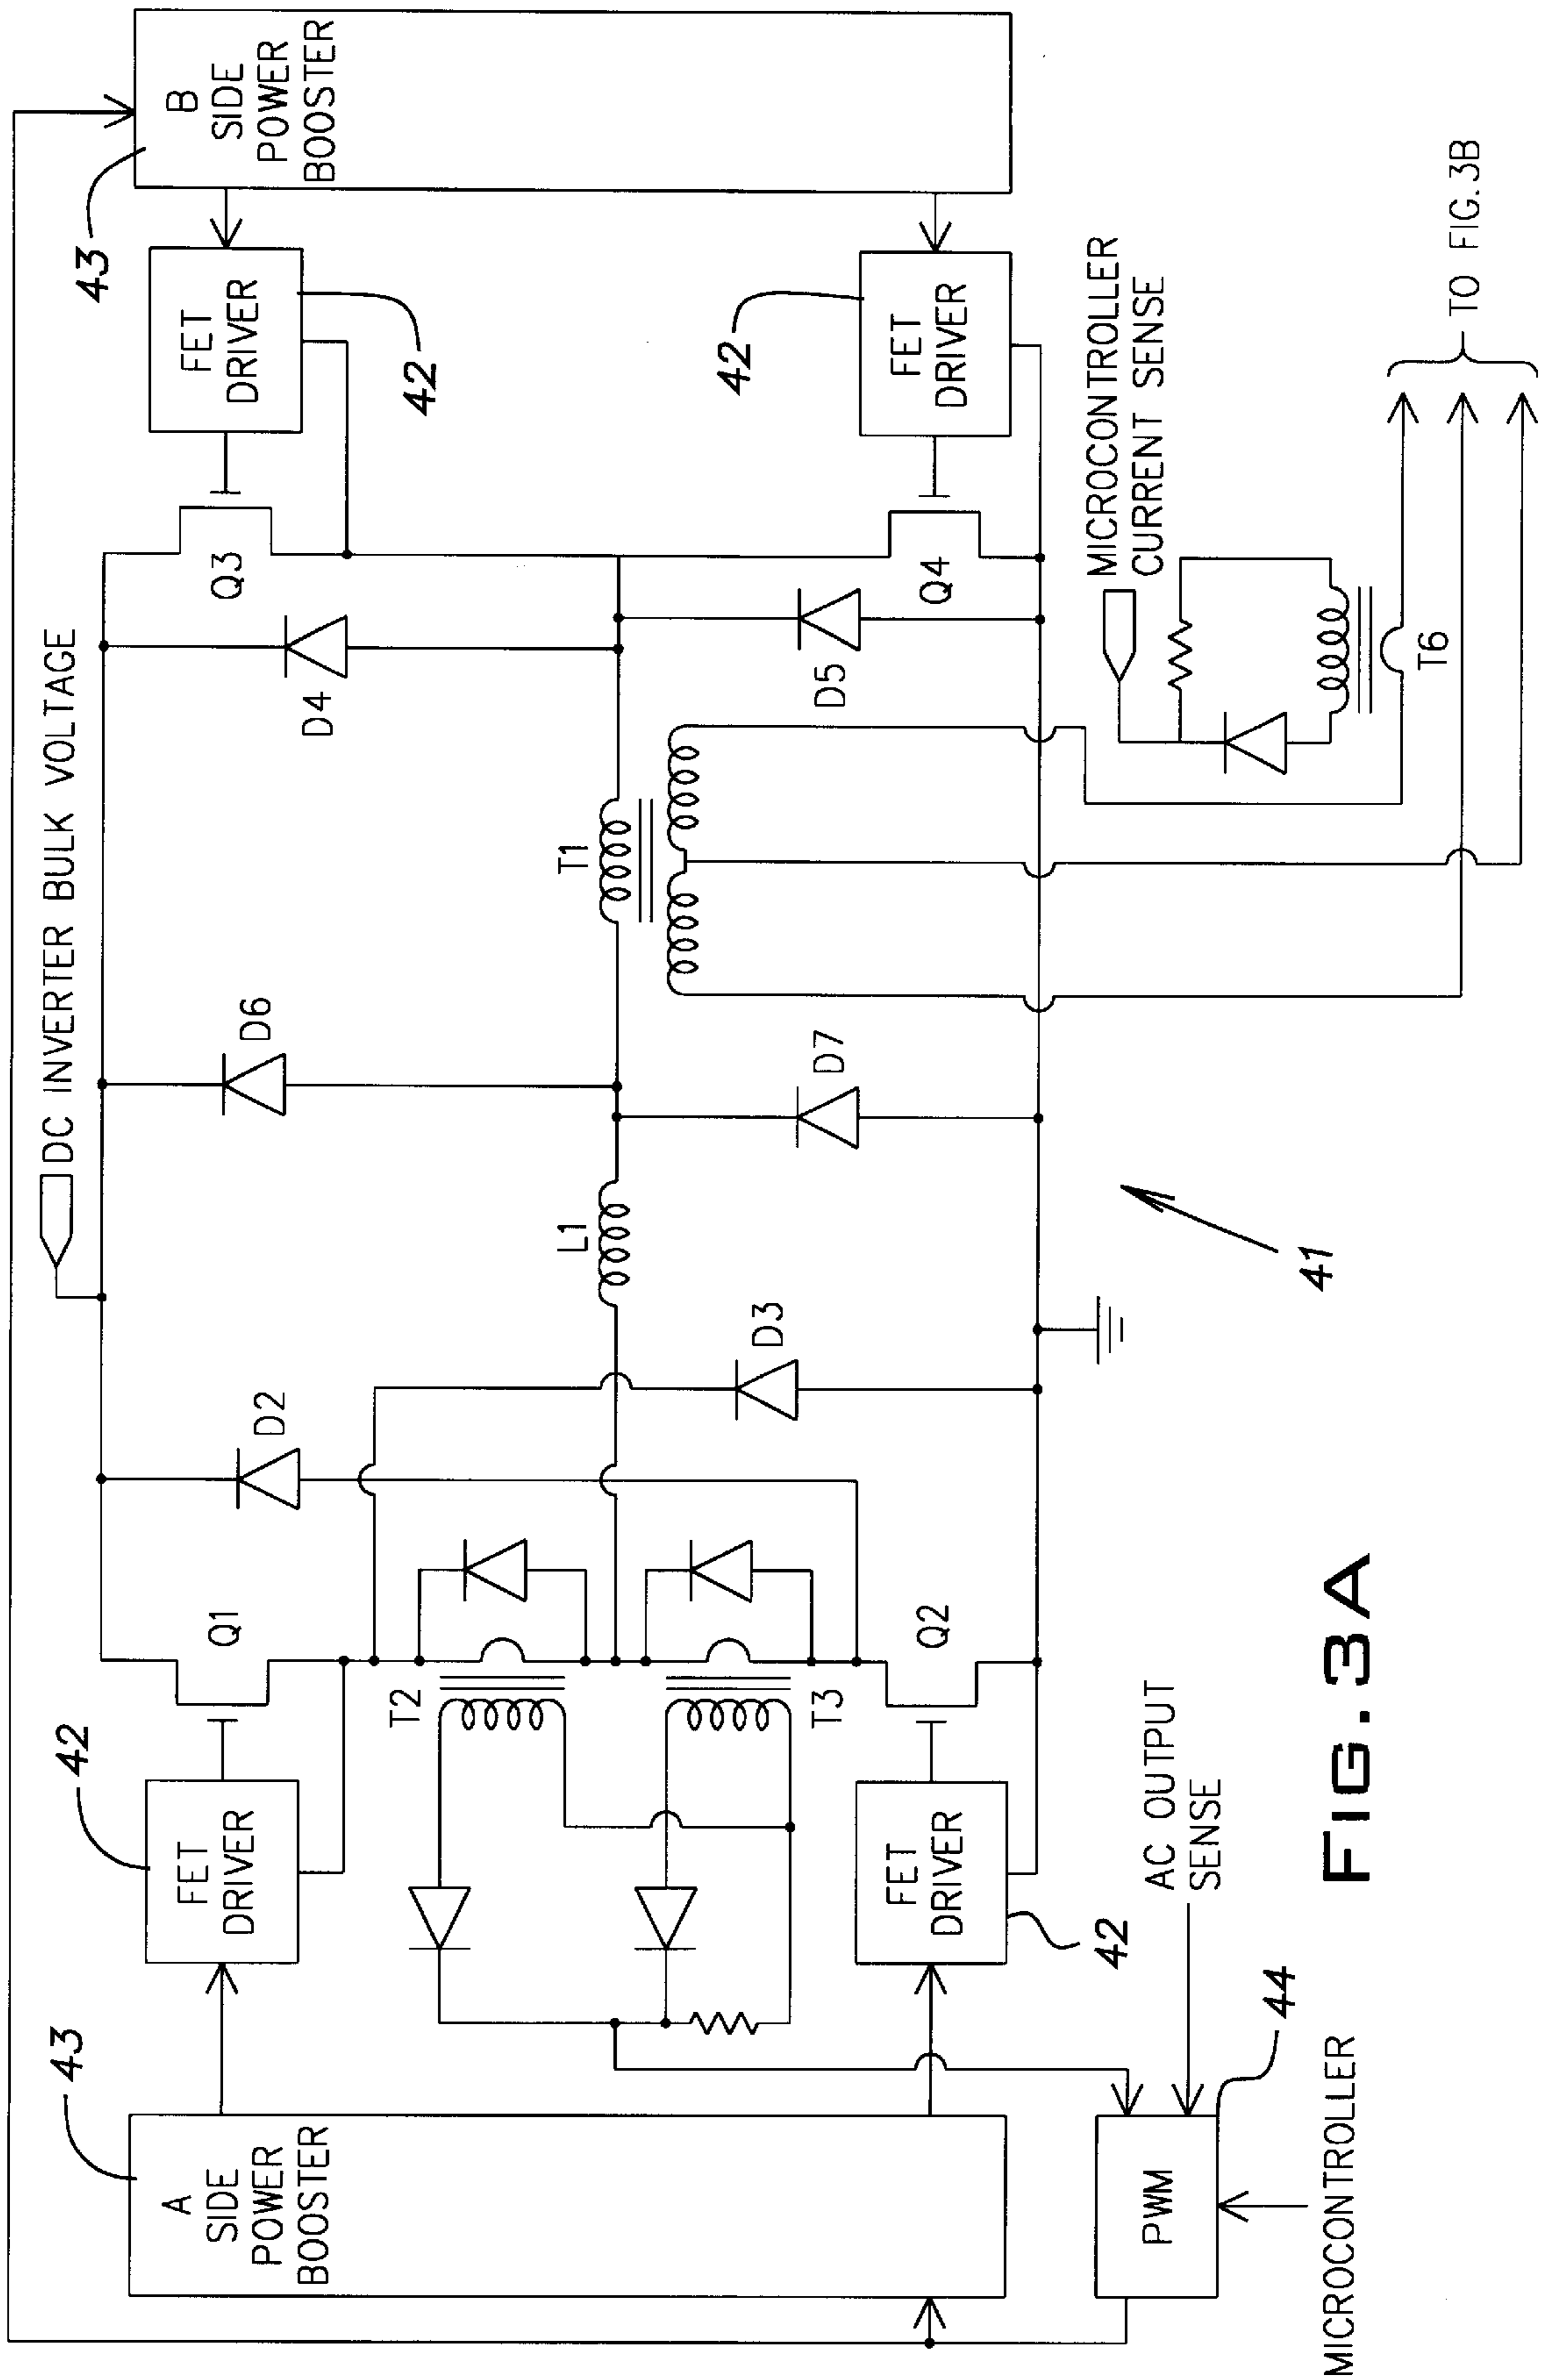 DC INVERTER BULK VOLTAGE
43
A
SIDE
POWER
BOOSTER
42
FET
DRIVER
Q1
D2
D6
D4
Q3
FET
DRIVER
42
43
B
SIDE
POWER
BOOSTER
T2
T3
L1
T1
D3
D7
D5
FET
DRIVER
42
Q2
Q4
FET
DRIVER
42
PWM
44
AC OUTPUT
SENSE
MICROCONTROLLER
41
MICROCONTROLLER
CURRENT SENSE
T6
TO FIG.3B
FIG.3A